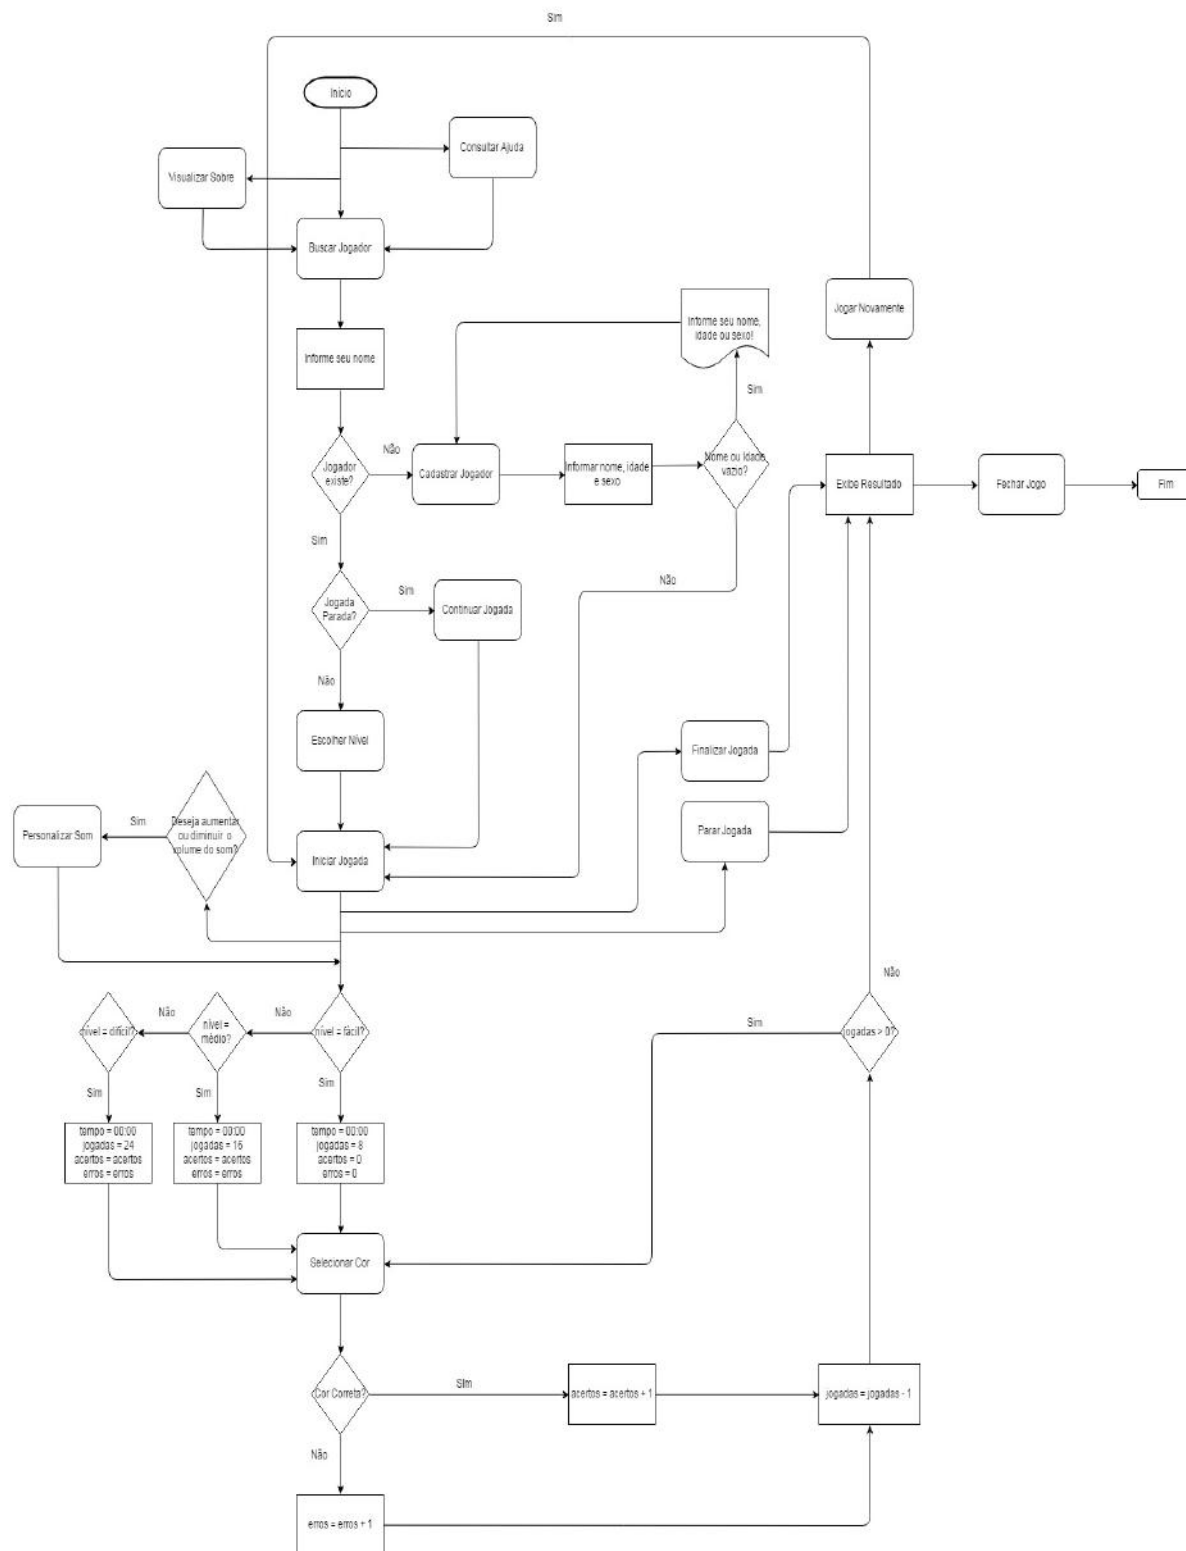 Sim
Início
Consultar Ajuda
Visualizar Sobre
Buscar Jogador
Jogar Novamente
Informe seu nome,
idade ou sexo!
Informe seu nome
Sim
Não
Jogador
existe?
Cadastrar Jogador
Informar nome, idade
e sexo
Nome ou Idade
vazio?
Exibe Resultado
Fechar Jogo
Fim
Sim
Não
Jogada
Parada?
Sim
Continuar Jogada
Não
Escolher Nível
Finalizar Jogada
Deseja aumentar
ou diminuir o
volume do som?
Sim
Personalizar Som
Parar Jogada
Iniciar Jogada
Não
nível = difícil?
Não
nível =
médio?
Não
nível = fácil?
Sim
jogadas > 0?
Sim
Sim
Sim
tempo = 00:00
jogadas = 24
acertos = acertos
erros = erros
tempo = 00:00
jogadas = 16
acertos = acertos
erros = erros
tempo = 00:00
jogadas = 8
acertos = 0
erros = 0
Selecionar Cor
Cor Correta?
Sim
acertos = acertos + 1
jogadas = jogadas - 1
Não
erros = erros + 1